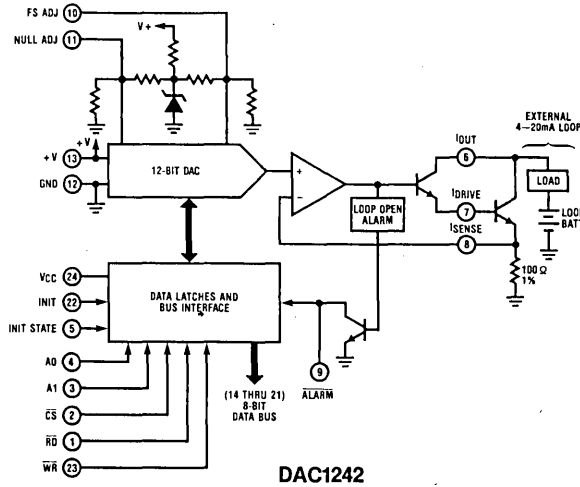 FS ADJ 10
NULL ADJ 11
V+
+V
+V 13
GND 12
12-BIT DAC
+
−
LOOP OPEN
ALARM
IOUT
6
IDRIVE
7
ISENSE
8
EXTERNAL
4–20mA LOOP
LOAD
100 Ω
1%
VCC 24
INIT 22
INIT STATE 5
A0 4
A1 3
CS 2
RD 1
WR 23
DATA LATCHES AND
BUS INTERFACE
(14 THRU 21)
8-BIT
DATA BUS
9
ALARM
DAC1242